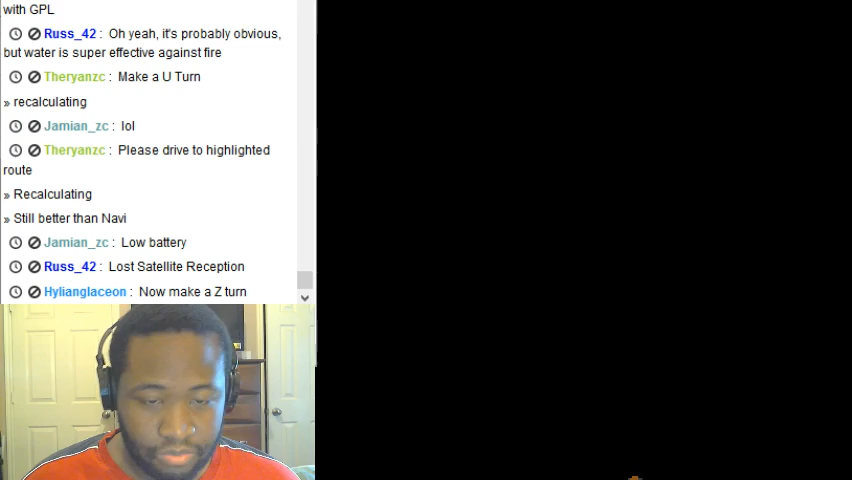 with GPL
Russ_42 : Oh yeah, it's probably obvious,
but water is super effective against fire
Theryanzc : Make a U Turn
» recalculating
Jamian_zc : lol
Theryanzc : Please drive to highlighted
route
» Recalculating
» Still better than Navi
Jamian_zc : Low battery
Russ_42 : Lost Satellite Reception
Hylianglaceon : Now make a Z turn